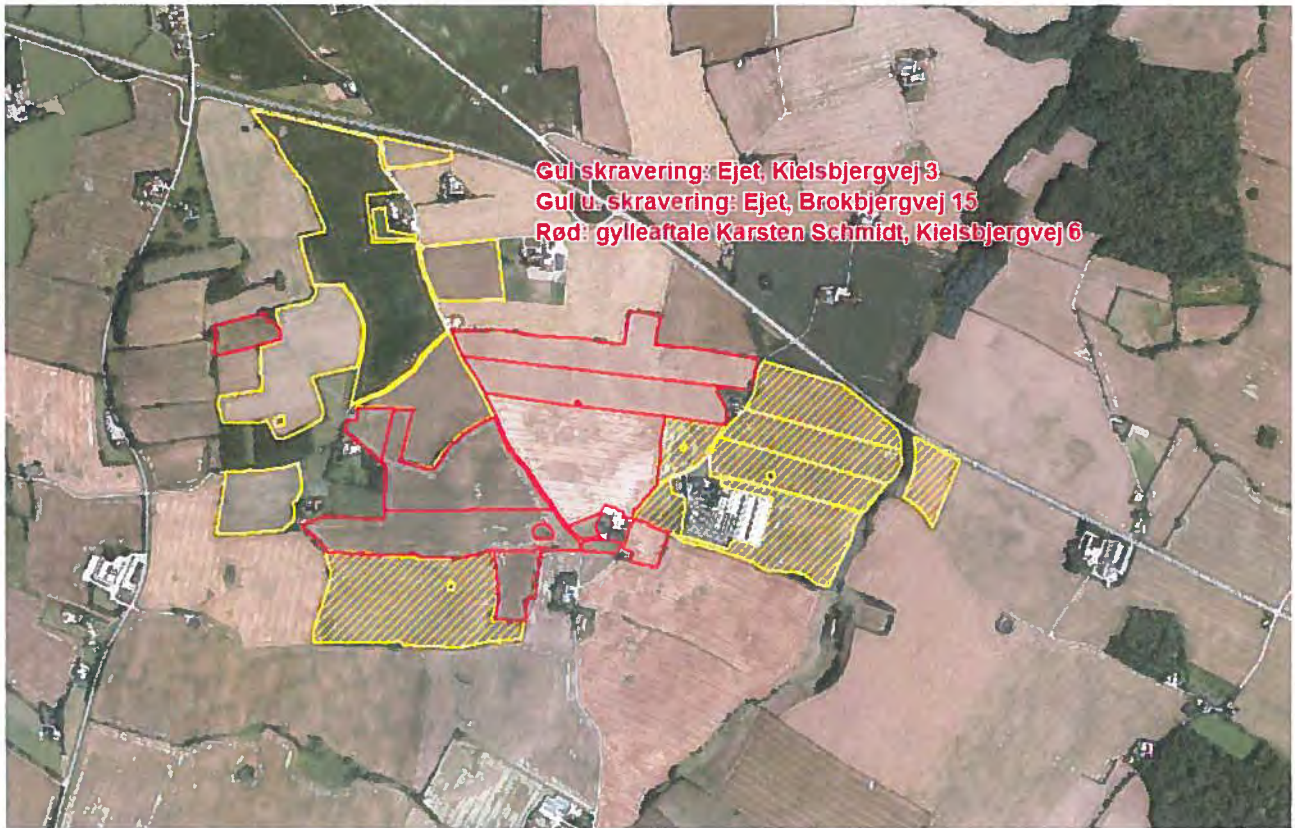 Gul skravering: Ejet, Kielsbjergvej 3
Gul u. skravering: Ejet, Brokbjergvej 15
Rød: gylleaftale Karsten Schmidt, Kielsbjergvej 6